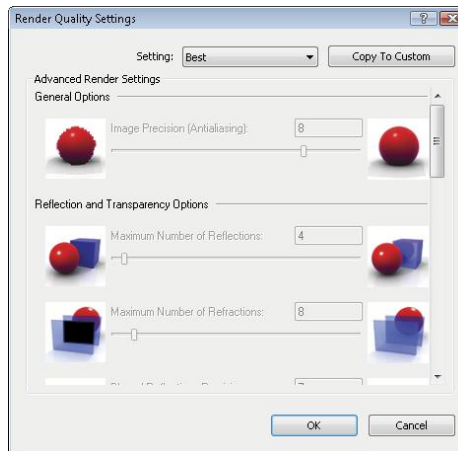 Render Quality Settings
Setting: Best Copy To Custom
Advanced Render Settings
General Options
Image Precision (Antialiasing): 8
Reflection and Transparency Options
Maximum Number of Reflections: 4
Maximum Number of Refractions: 8
OK Cancel